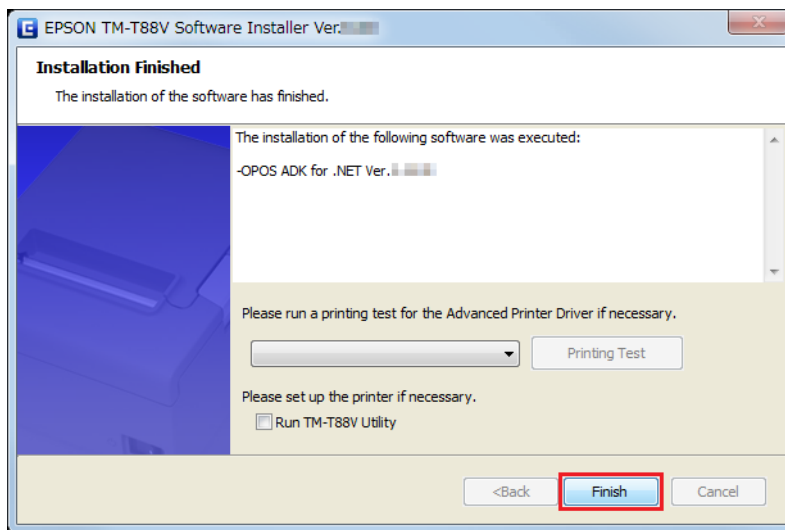 EPSON TM-T88V Software Installer Ver.
Installation Finished
The installation of the software has finished.
The installation of the following software was executed:
-OPOS ADK for .NET Ver.
Please run a printing test for the Advanced Printer Driver if necessary.
Printing Test
Please set up the printer if necessary.
Run TM-T88V Utility
<Back Finish Cancel